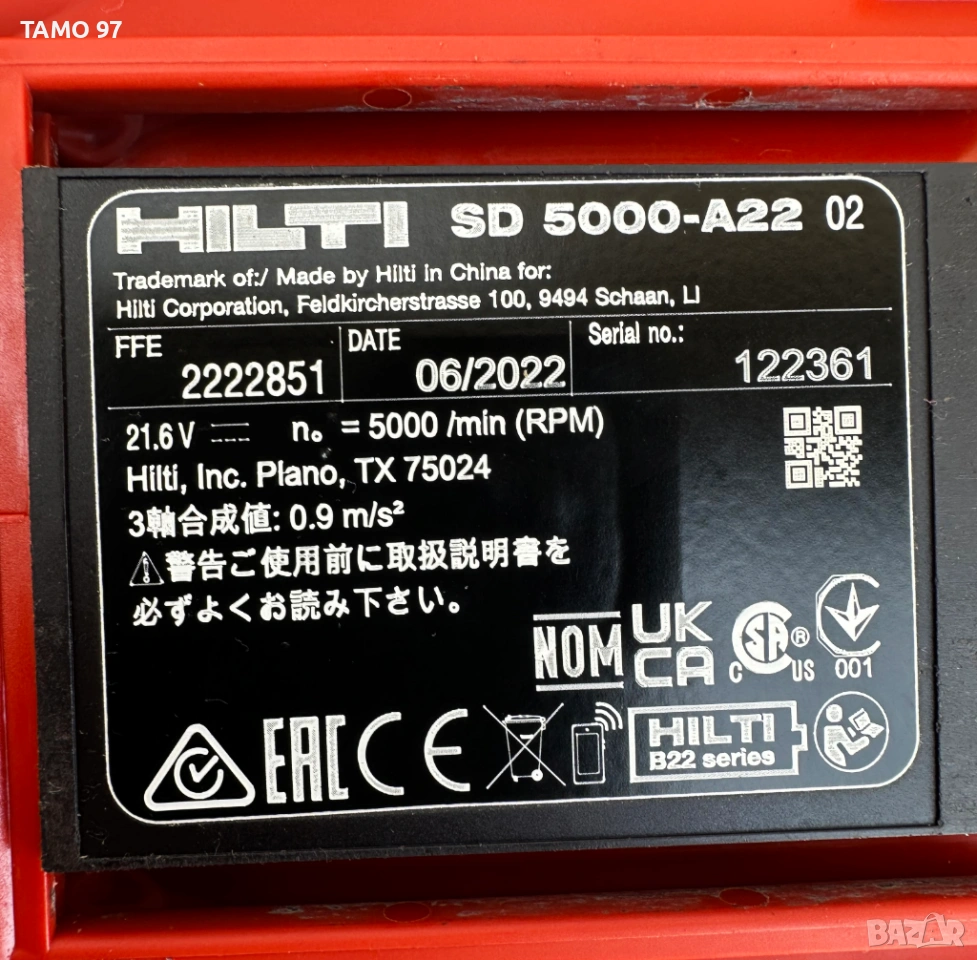 TAMO 97
HILTI SD 5000-A22 02
Trademark of:/ Made by Hilti in China for:
Hilti Corporation, Feldkircherstrasse 100, 9494 Schaan, LI
FFE 2222851 DATE 06/2022 Serial no.: 122361
21.6 V ⎓ n₀ = 5000 /min (RPM)
Hilti, Inc. Plano, TX 75024
3軸合成値: 0.9 m/s²
⚠警告ご使用前に取扱説明書を
必ずよくお読み下さい。
NOM UK CA C SA ® US 001
EAC CE HILTI
B22 series
BAZAR